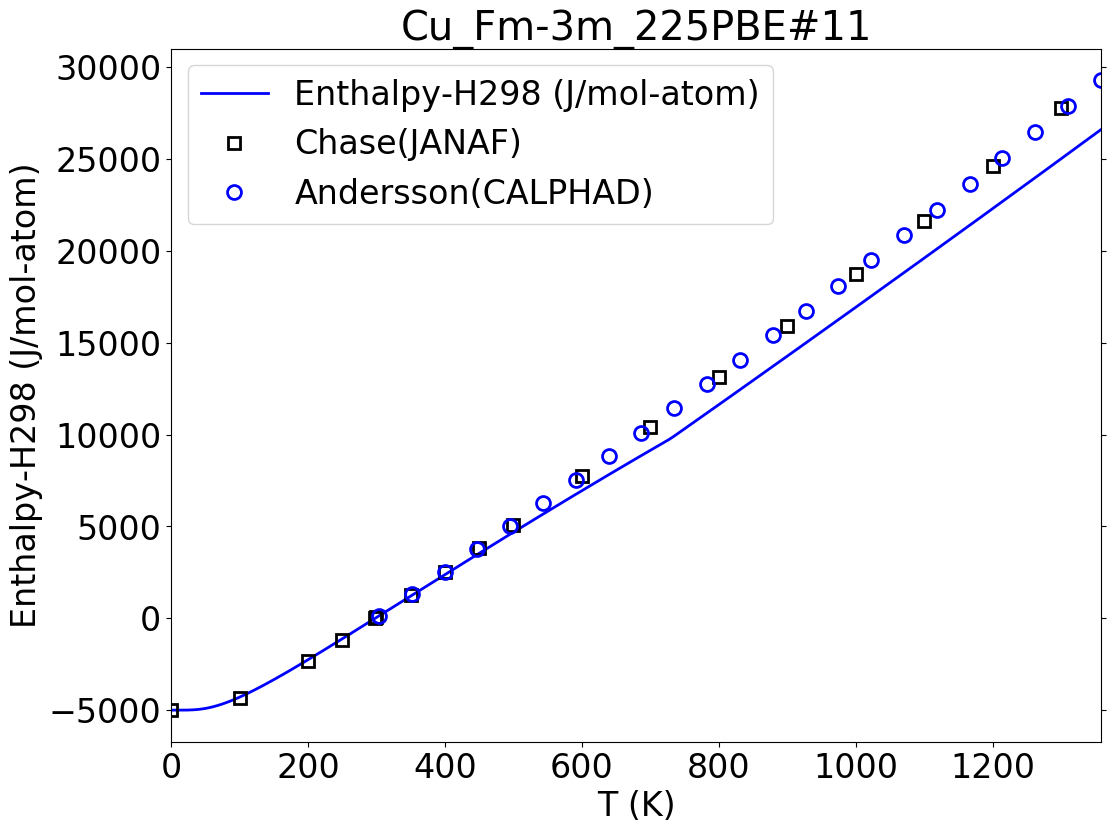 Cu_Fm-3m_225PBE#11
Enthalpy-H298 (J/mol-atom)
Chase(JANAF)
Andersson(CALPHAD)
Enthalpy-H298 (J/mol-atom)
30000
25000
20000
15000
10000
5000
0
−5000
0 200 400 600 800 1000 1200
T (K)